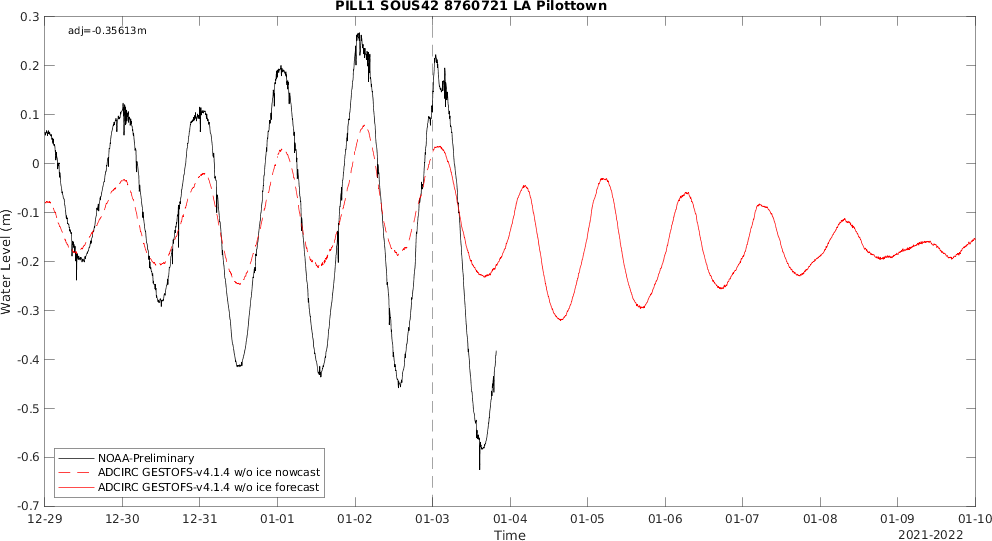 PILL1 SOUS42 8760721 LA Pilottown
adj=-0.35613m
0.3
0.2
0.1
0
-0.1
-0.2
-0.3
-0.4
-0.5
-0.6
-0.7
Water Level (m)
NOAA-Preliminary
ADCIRC GESTOFS-v4.1.4 w/o ice nowcast
ADCIRC GESTOFS-v4.1.4 w/o ice forecast
12-29 12-30 12-31 01-01 01-02 01-03 01-04 01-05 01-06 01-07 01-08 01-09 01-10
Time
2021-2022